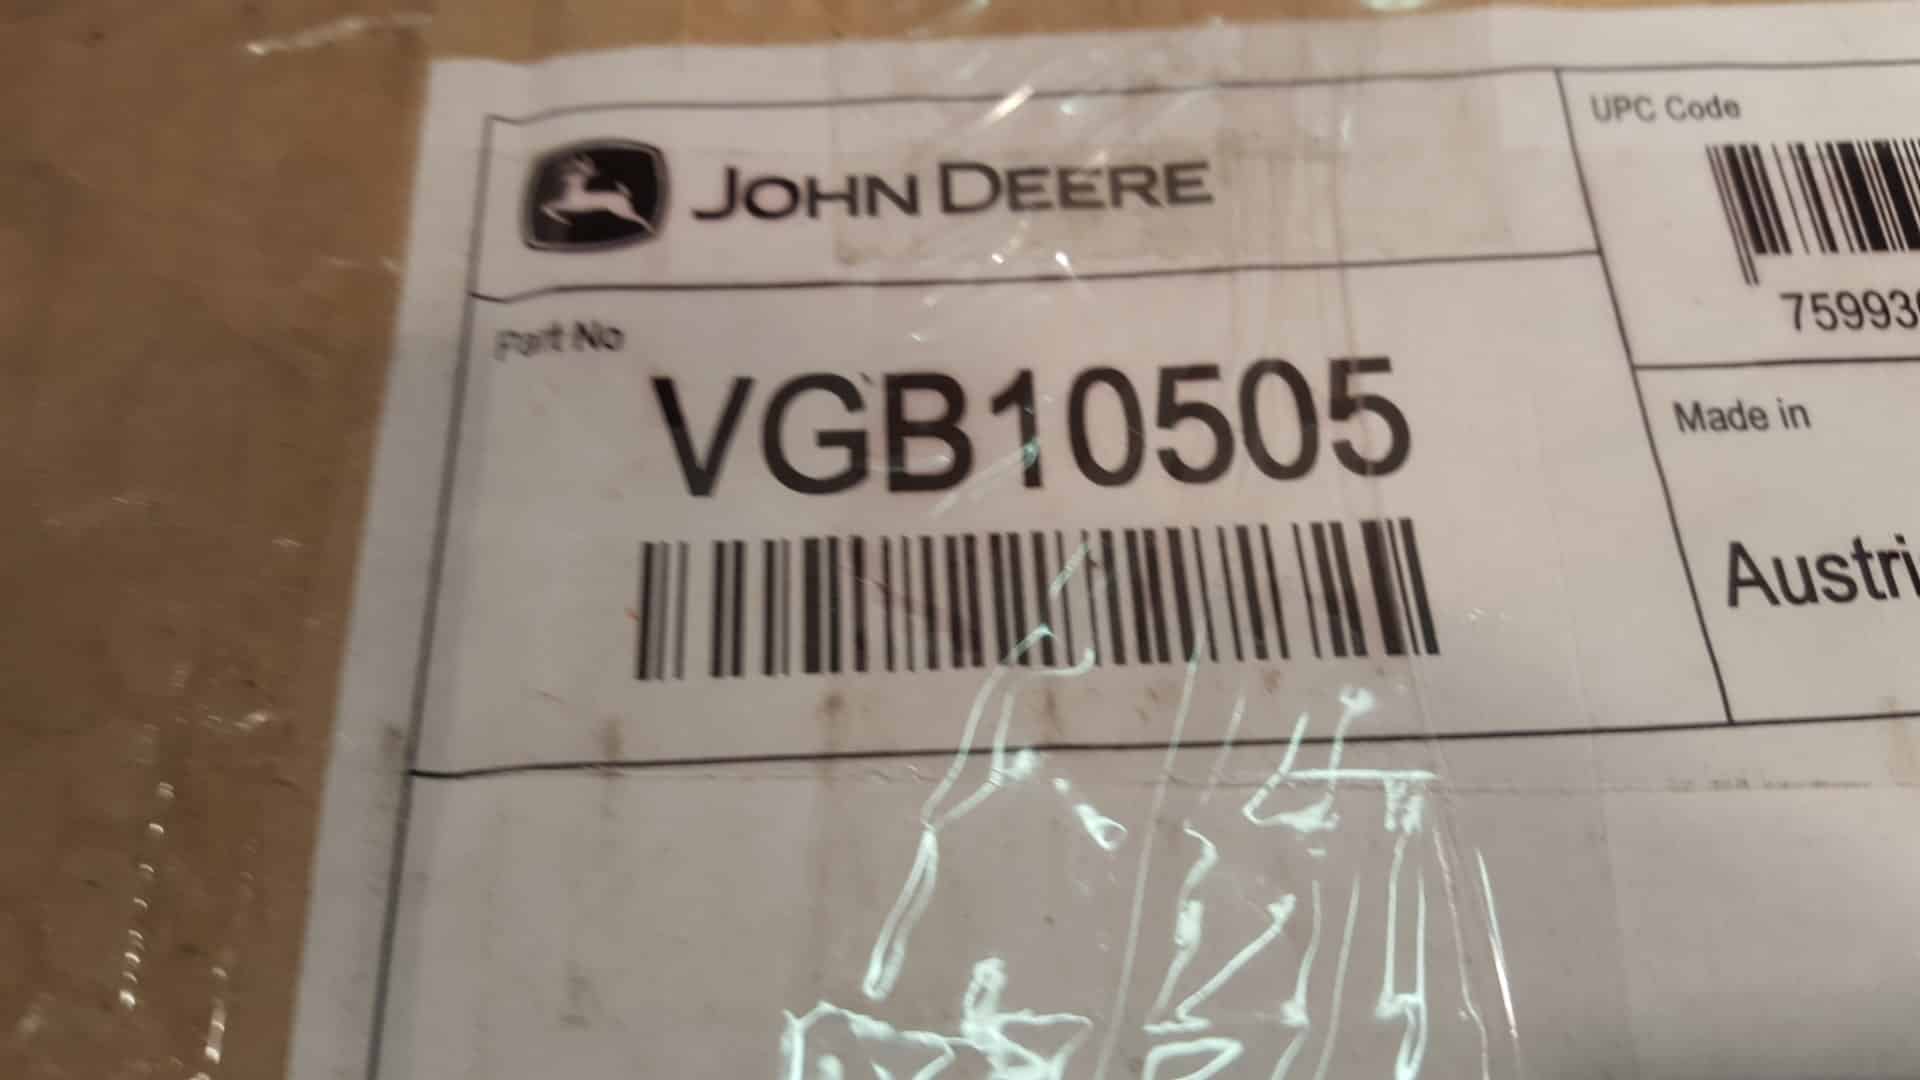 JOHN DEERE
UPC Code
75993
Part No
VGB10505
Made in
Austri